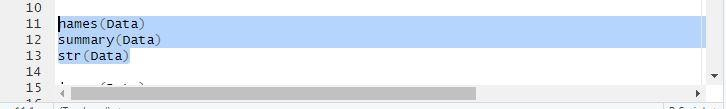 10
11 names(Data)
12 summary(Data)
13 str(Data)
14
15